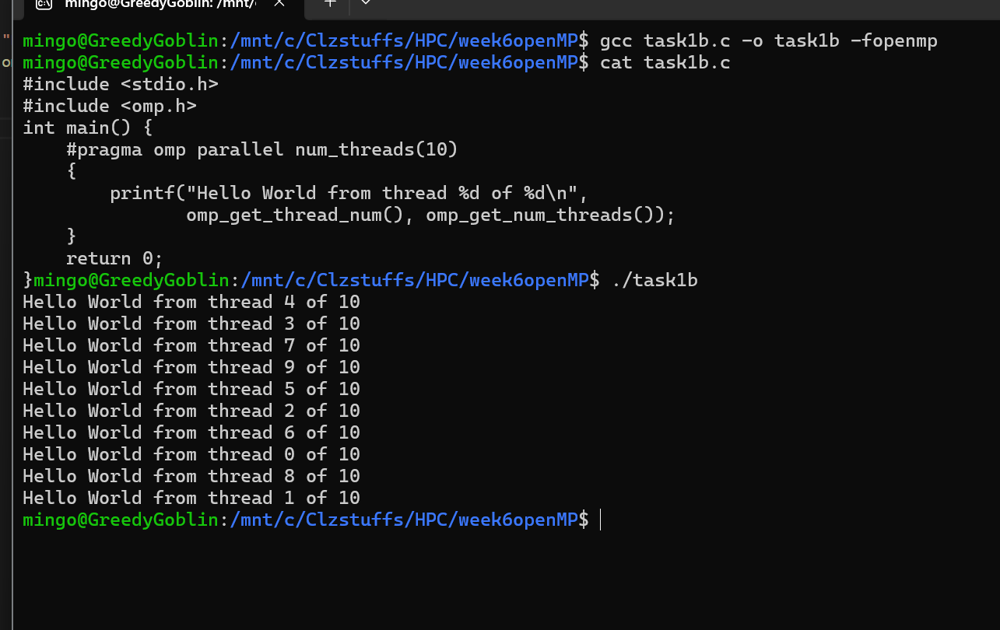 mingo@GreedyGoblin: /mnt/
mingo@GreedyGoblin:/mnt/c/Clzstuffs/HPC/week6openMP$ gcc task1b.c -o task1b -fopenmp
mingo@GreedyGoblin:/mnt/c/Clzstuffs/HPC/week6openMP$ cat task1b.c
#include <stdio.h>
#include <omp.h>
int main() {
    #pragma omp parallel num_threads(10)
    {
        printf("Hello World from thread %d of %d\n",
               omp_get_thread_num(), omp_get_num_threads());
    }
    return 0;
}mingo@GreedyGoblin:/mnt/c/Clzstuffs/HPC/week6openMP$ ./task1b
Hello World from thread 4 of 10
Hello World from thread 3 of 10
Hello World from thread 7 of 10
Hello World from thread 9 of 10
Hello World from thread 5 of 10
Hello World from thread 2 of 10
Hello World from thread 6 of 10
Hello World from thread 0 of 10
Hello World from thread 8 of 10
Hello World from thread 1 of 10
mingo@GreedyGoblin:/mnt/c/Clzstuffs/HPC/week6openMP$